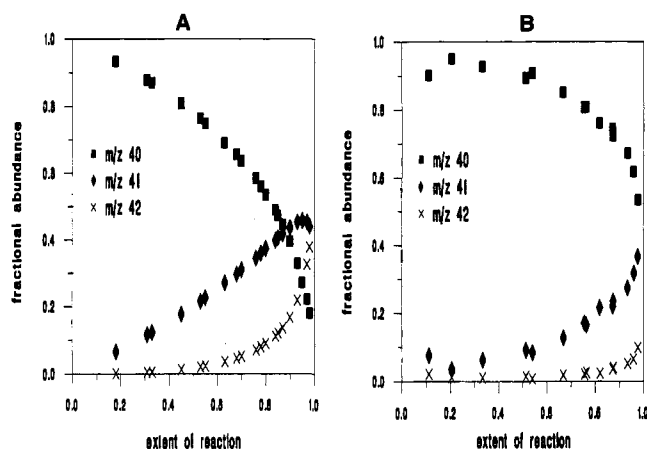 A
1.0
0.8
0.6
0.4
0.2
0.0
fractional abundance
m/z 40
m/z 41
m/z 42
0.0 0.2 0.4 0.6 0.8 1.0
extent of reaction
B
1.0
0.8
0.6
0.4
0.2
0.0
fractional abundance
m/z 40
m/z 41
m/z 42
0.0 0.2 0.4 0.6 0.8 1.0
extent of reaction